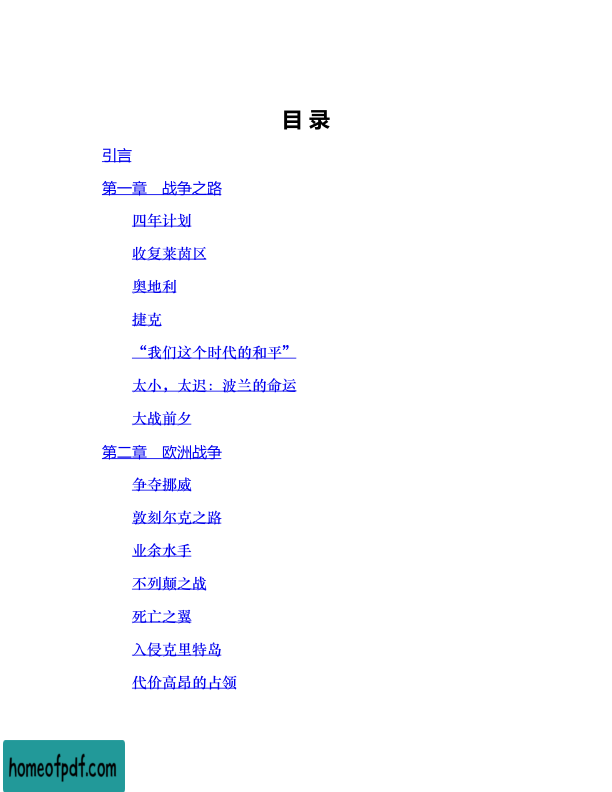 目 录
引言
第一章　战争之路
四年计划
收复莱茵区
奥地利
捷克
“我们这个时代的和平”
太小，太迟：波兰的命运
大战前夕
第二章　欧洲战争
争夺挪威
敦刻尔克之路
业余水手
不列颠之战
死亡之翼
入侵克里特岛
代价高昂的占领
homeofpdf.com